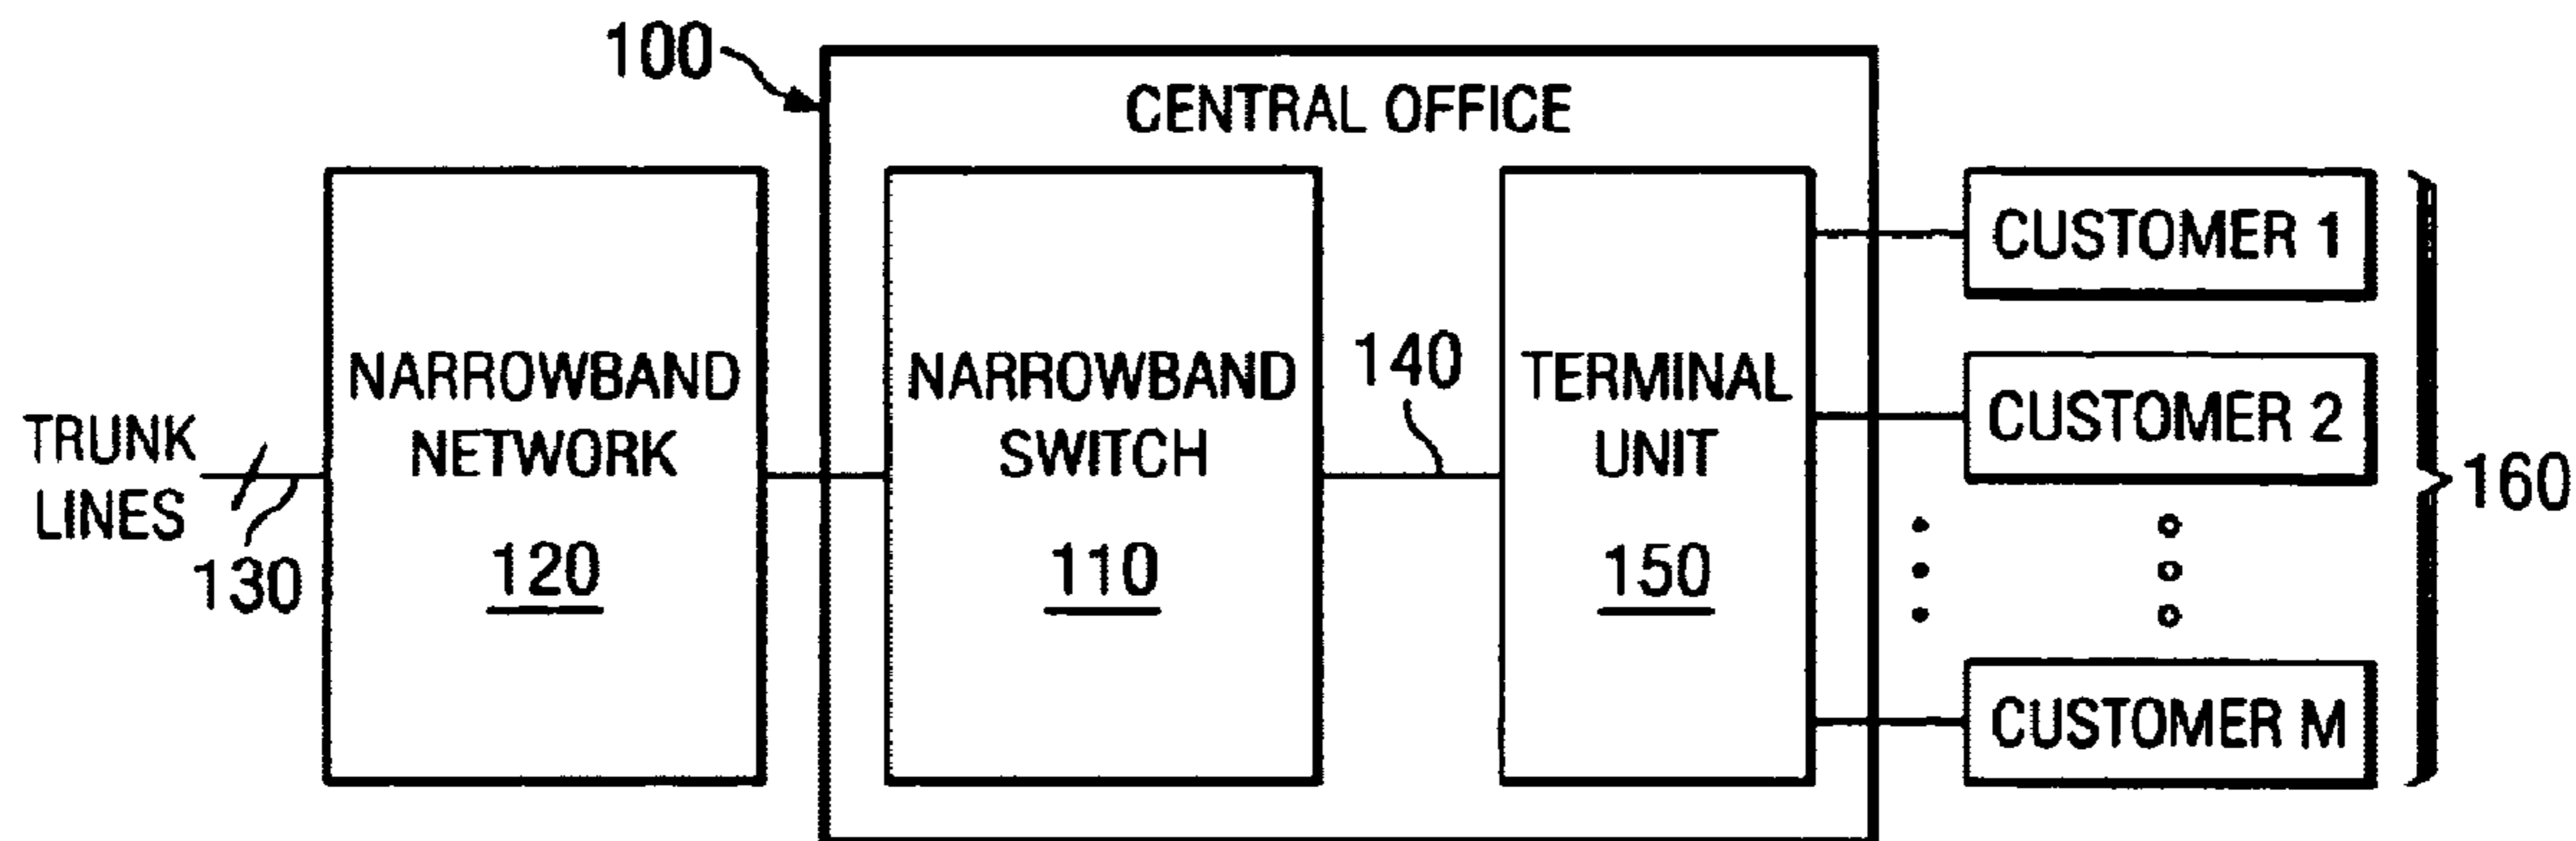 100
CENTRAL OFFICE
TRUNK
LINES
130
NARROWBAND
NETWORK
120
NARROWBAND
SWITCH
110
140
TERMINAL
UNIT
150
CUSTOMER 1
CUSTOMER 2
CUSTOMER M
160